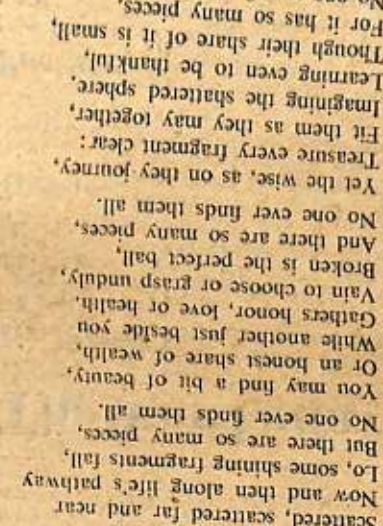 Scattered, scattered far and near
Now and then along life's pathway
Lo, some shining fragments fall,
But there are so many pieces,
No one ever finds them all.
You may find a bit of beauty,
Or an honest share of wealth,
While another just beside you
Gathers honor, love or health.
Vain to choose or grasp unduly,
Broken is the perfect ball,
And there are so many pieces,
No one ever finds them all.
Yet the wise, as on they journey,
Treasure every fragment clear;
Fit them as they may together,
Imagining the shattered sphere.
Learning even to be thankful,
Though their share of it is small,
For it has so many pieces,
No